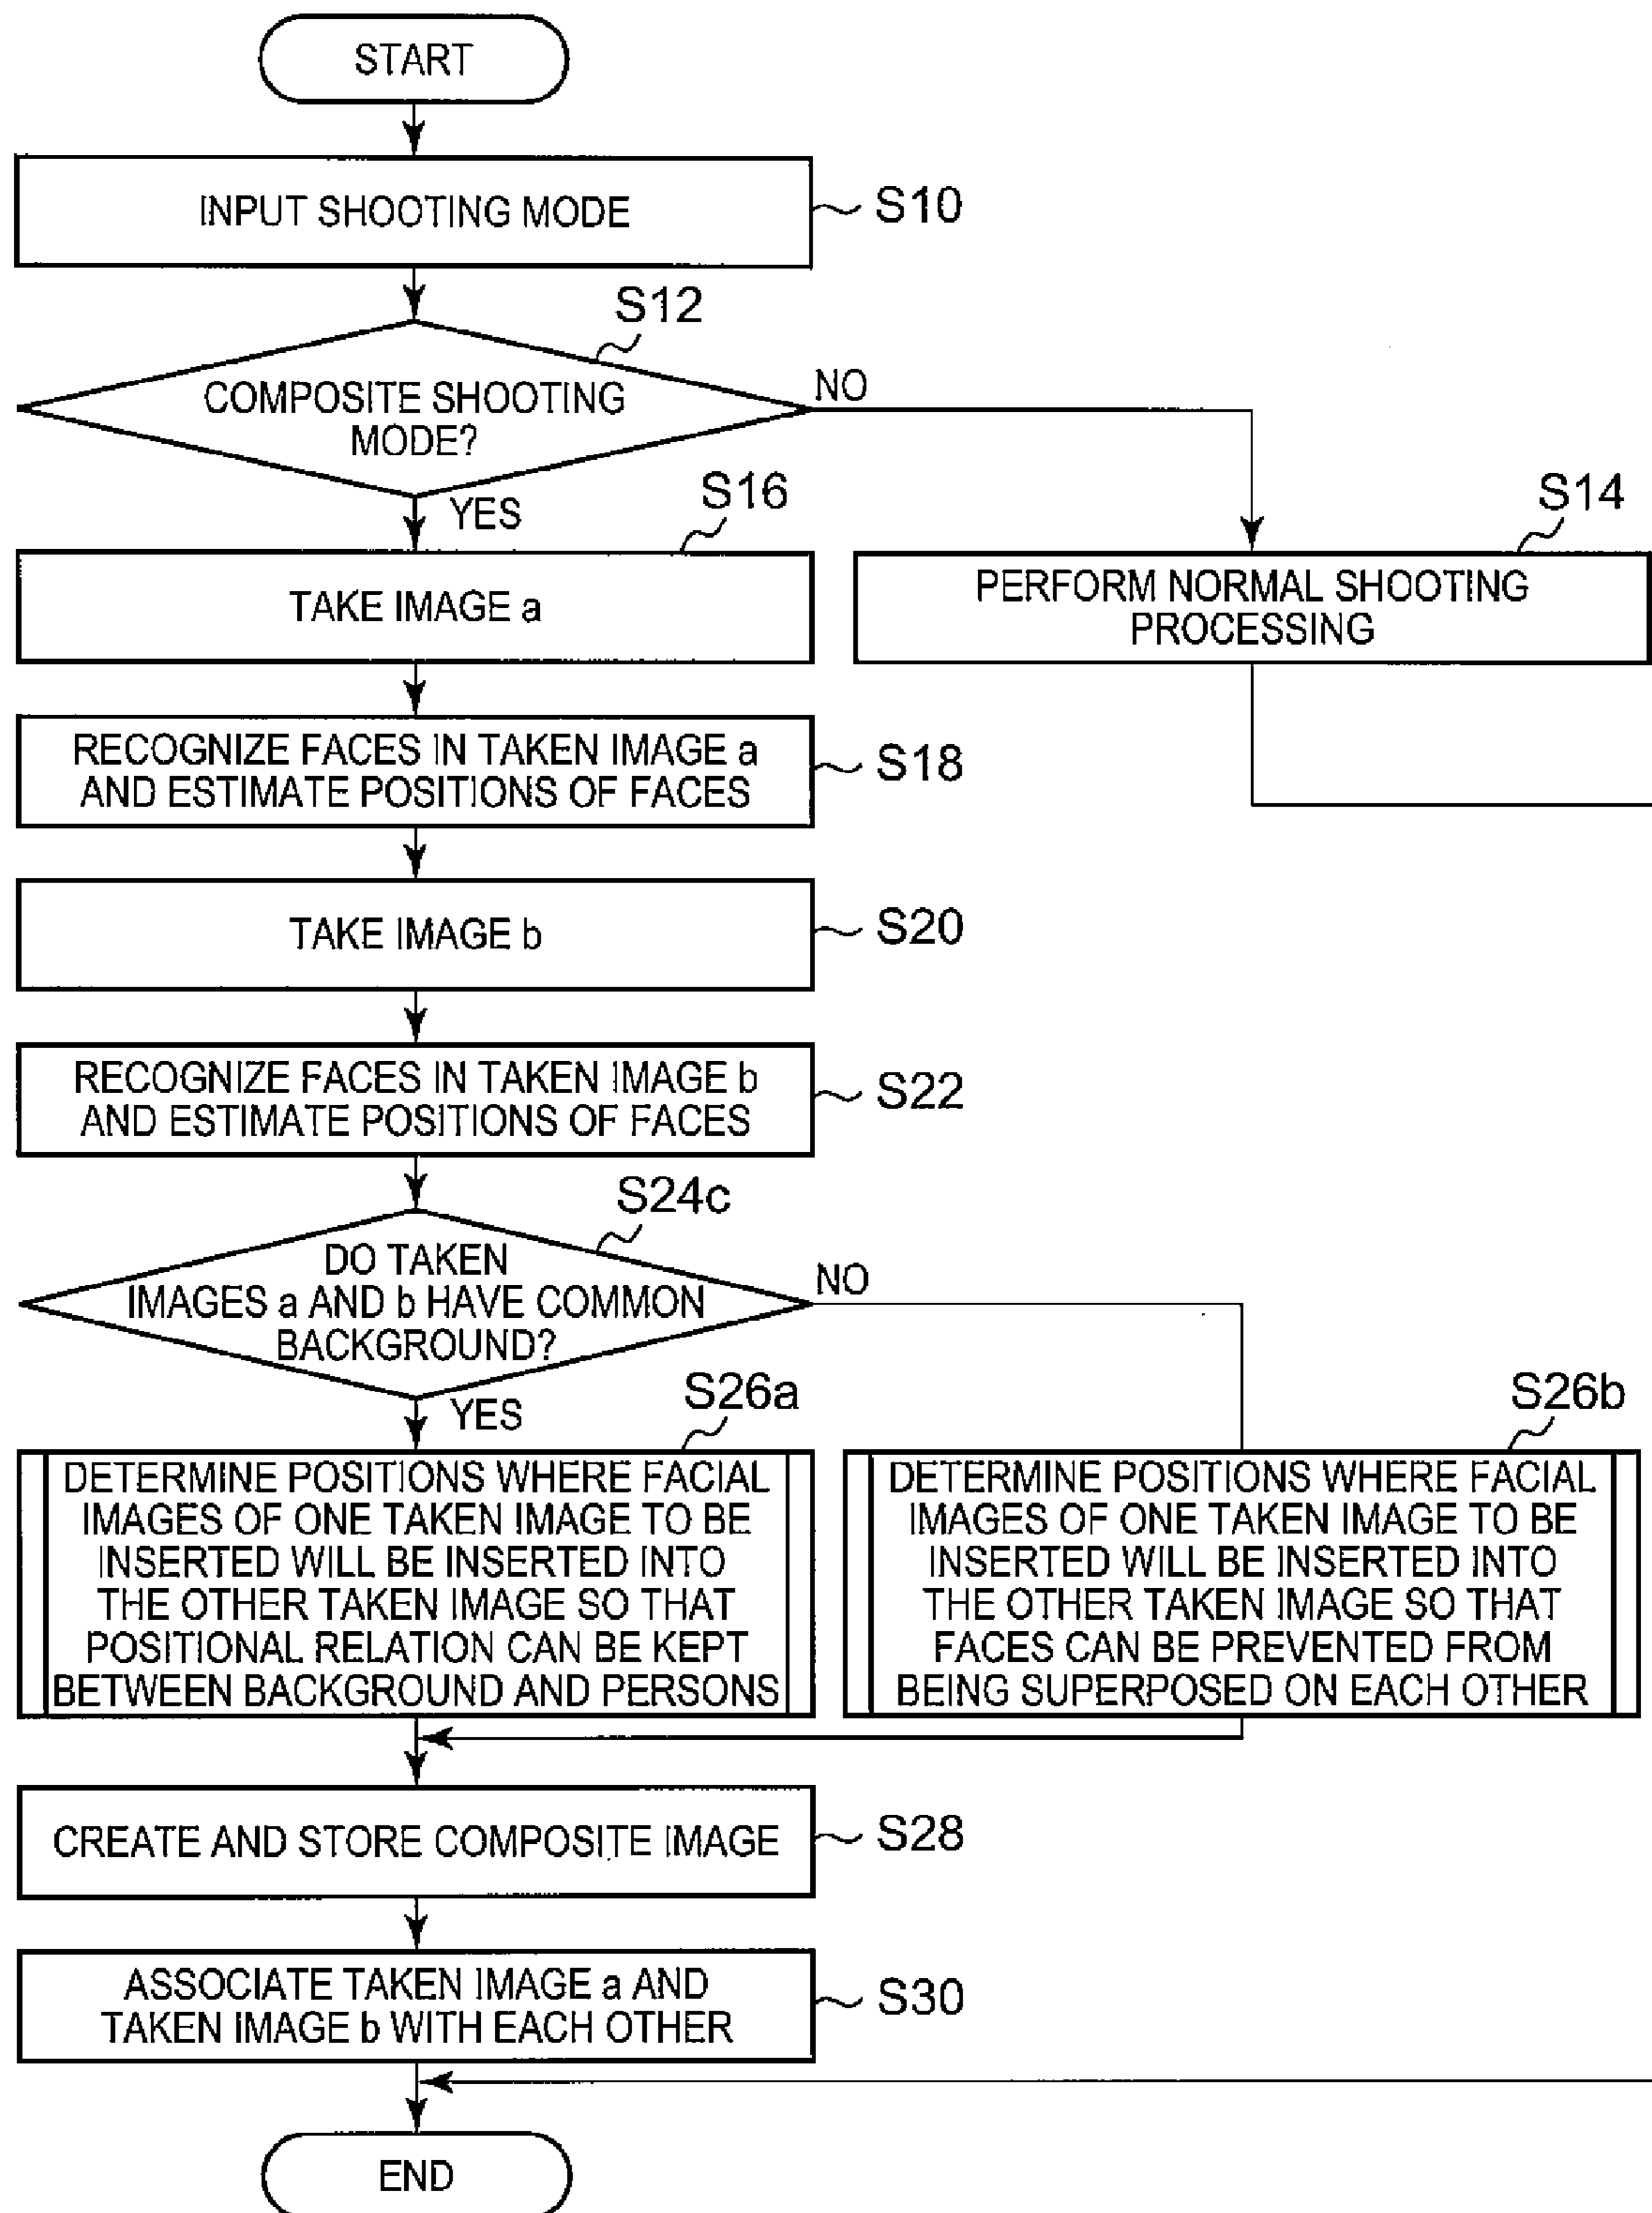 START
INPUT SHOOTING MODE
S10
S12
COMPOSITE SHOOTING
MODE?
NO
YES
S16
TAKE IMAGE a
S14
PERFORM NORMAL SHOOTING
PROCESSING
RECOGNIZE FACES IN TAKEN IMAGE a
AND ESTIMATE POSITIONS OF FACES
S18
TAKE IMAGE b
S20
RECOGNIZE FACES IN TAKEN IMAGE b
AND ESTIMATE POSITIONS OF FACES
S22
S24c
DO TAKEN
IMAGES a AND b HAVE COMMON
BACKGROUND?
NO
YES
S26a
DETERMINE POSITIONS WHERE FACIAL
IMAGES OF ONE TAKEN IMAGE TO BE
INSERTED WILL BE INSERTED INTO
THE OTHER TAKEN IMAGE SO THAT
POSITIONAL RELATION CAN BE KEPT
BETWEEN BACKGROUND AND PERSONS
S26b
DETERMINE POSITIONS WHERE FACIAL
IMAGES OF ONE TAKEN IMAGE TO BE
INSERTED WILL BE INSERTED INTO
THE OTHER TAKEN IMAGE SO THAT
FACES CAN BE PREVENTED FROM
BEING SUPERPOSED ON EACH OTHER
CREATE AND STORE COMPOSITE IMAGE
S28
ASSOCIATE TAKEN IMAGE a AND
TAKEN IMAGE b WITH EACH OTHER
S30
END